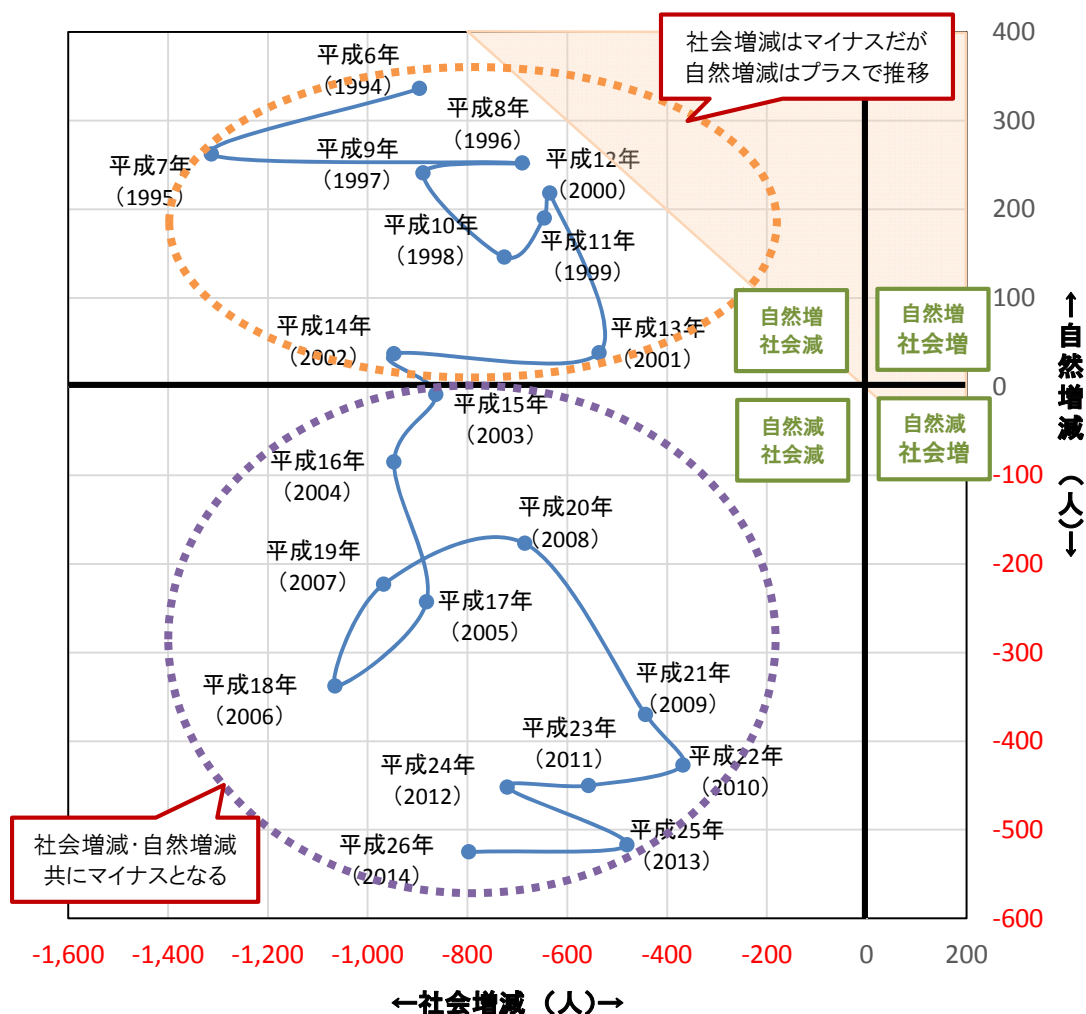 社会増減はマイナスだが
自然増減はプラスで推移
平成6年
（1994）
平成8年
（1996）
平成7年
（1995）
平成9年
（1997）
平成12年
（2000）
平成10年
（1998）
平成11年
（1999）
平成14年
（2002）
平成13年
（2001）
自然増
社会減
自然増
社会増
平成15年
（2003）
自然減
社会減
自然減
社会増
平成16年
（2004）
平成20年
（2008）
平成19年
（2007）
平成17年
（2005）
平成18年
（2006）
平成21年
（2009）
平成23年
（2011）
平成22年
（2010）
平成24年
（2012）
平成25年
（2013）
平成26年
（2014）
社会増減・自然増減
共にマイナスとなる
400
300
200
100
0
-100
-200
-300
-400
-500
-600
←自然増減 （人）→
-1,600 -1,400 -1,200 -1,000 -800 -600 -400 -200 0 200
←社会増減 （人）→